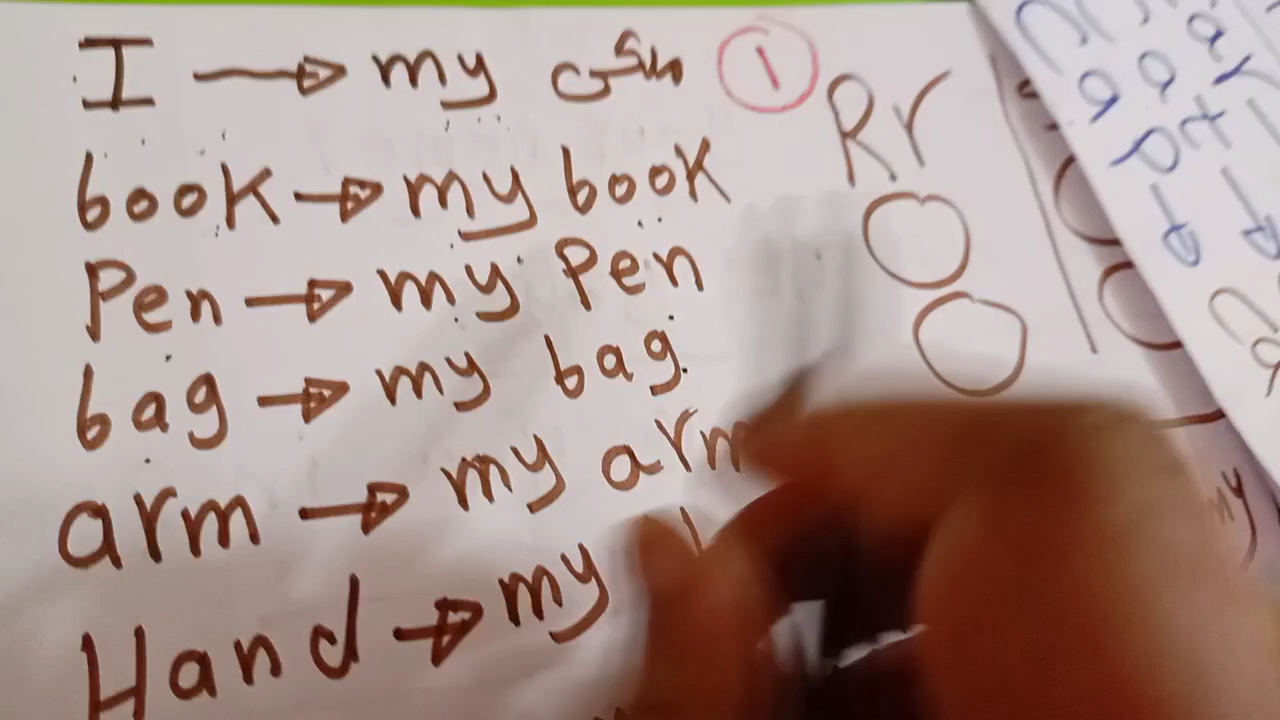 I → my ملكي ①
book → my book
Pen → my Pen
bag → my bag
arm → my arm
Hand → my
Rr